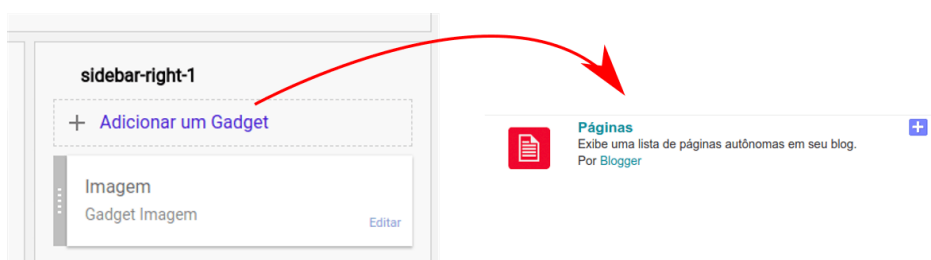 sidebar-right-1
+ Adicionar um Gadget
Imagem
Gadget Imagem
Editar
Páginas
Exibe uma lista de páginas autônomas em seu blog.
Por Blogger